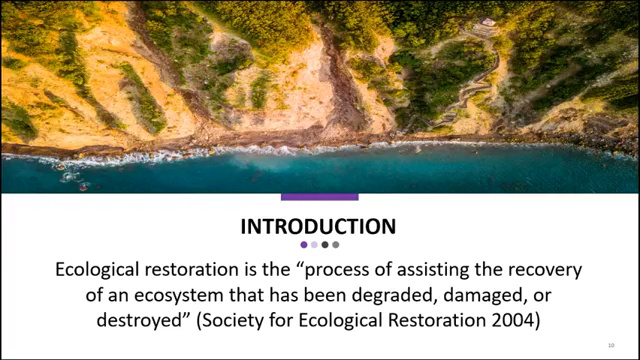 INTRODUCTION
Ecological restoration is the “process of assisting the recovery
of an ecosystem that has been degraded, damaged, or
destroyed” (Society for Ecological Restoration 2004)
10